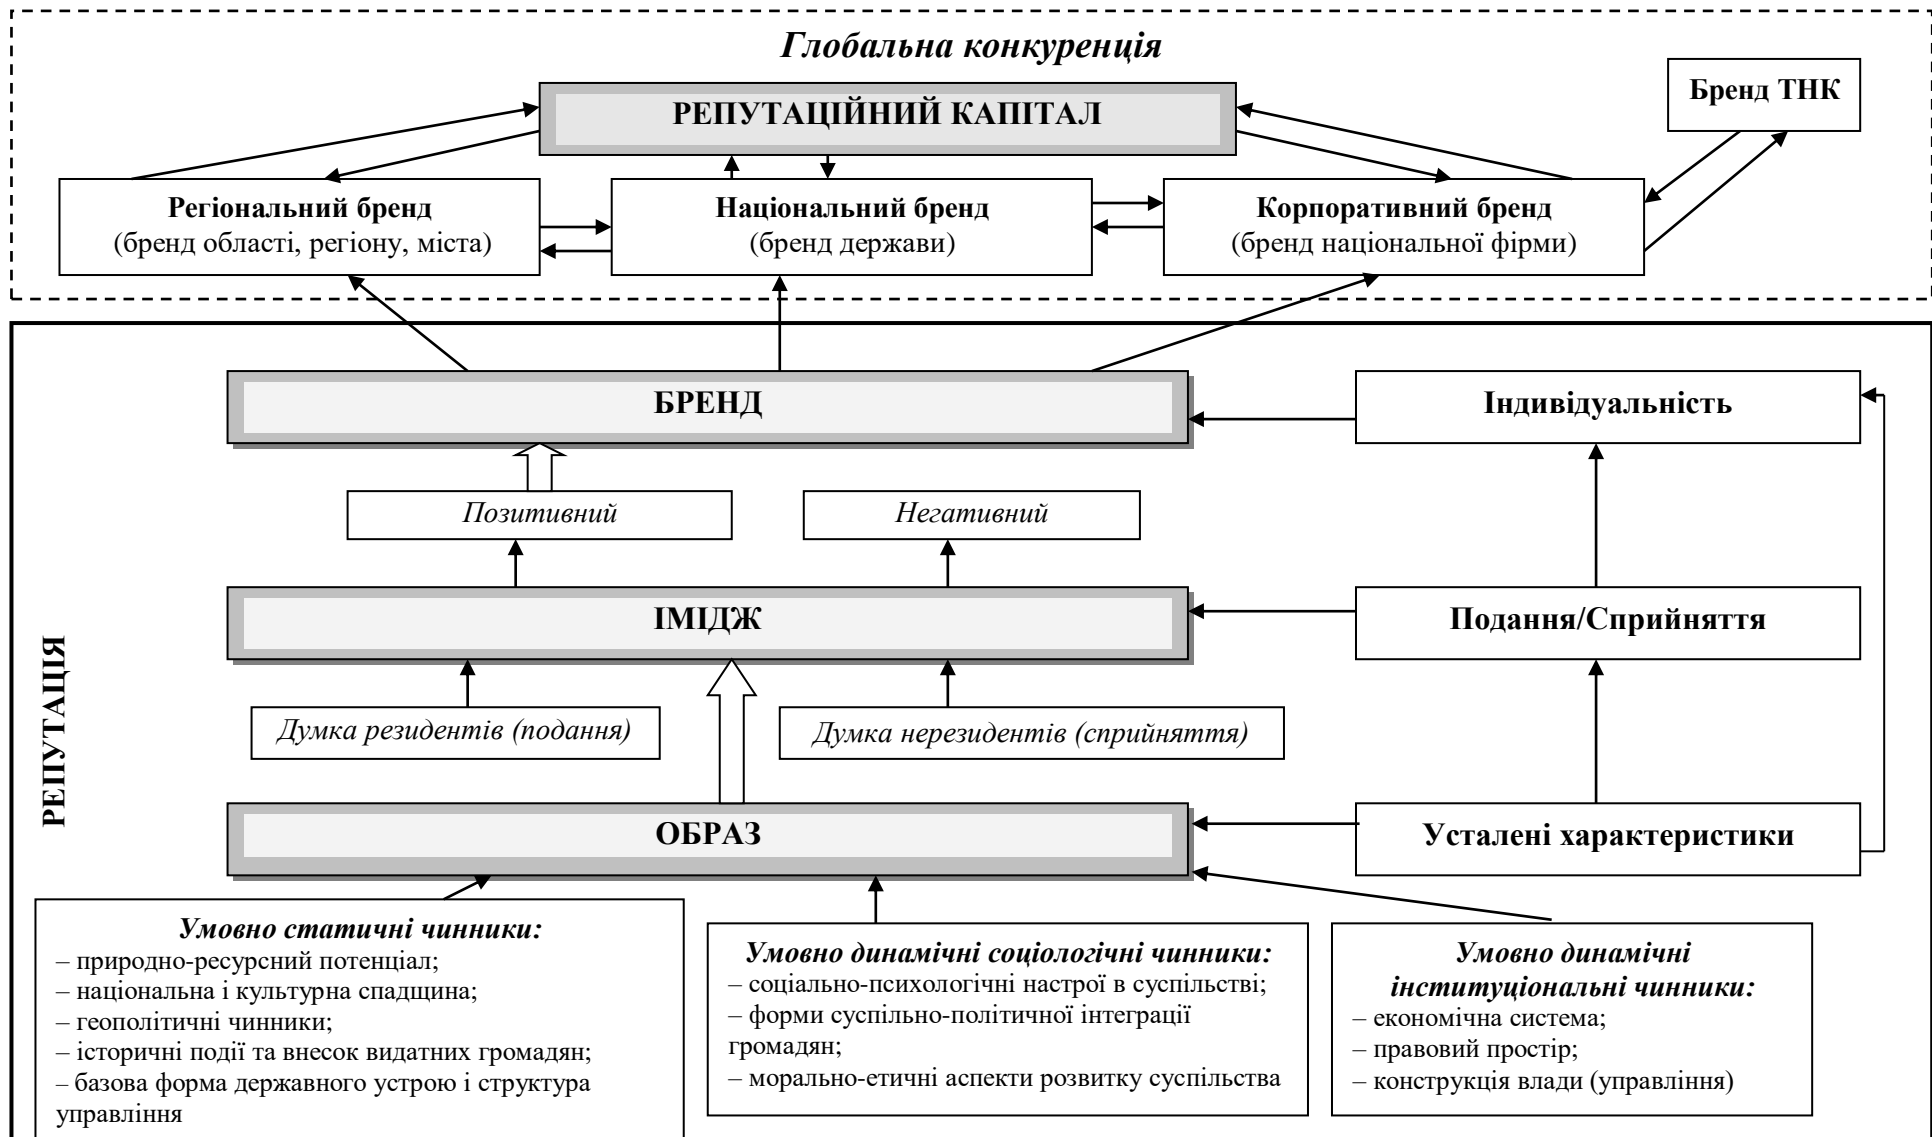 Глобальна конкуренція
РЕПУТАЦІЙНИЙ КАПІТАЛ
Бренд ТНК
Регіональний бренд
(бренд області, регіону, міста)
Національний бренд
(бренд держави)
Корпоративний бренд
(бренд національної фірми)
БРЕНД
Індивідуальність
Позитивний
Негативний
ІМІДЖ
Подання/Сприйняття
РЕПУТАЦІЯ
Думка резидентів (подання)
Думка нерезидентів (сприйняття)
ОБРАЗ
Усталені характеристики
Умовно статичні чинники:
– природно-ресурсний потенціал;
– національна і культурна спадщина;
– геополітичні чинники;
– історичні події та внесок видатних громадян;
– базова форма державного устрою і структура
управління
Умовно динамічні соціологічні чинники:
– соціально-психологічні настрої в суспільстві;
– форми суспільно-політичної інтеграції
громадян;
– морально-етичні аспекти розвитку суспільства
Умовно динамічні
інституціональні чинники:
– економічна система;
– правовий простір;
– конструкція влади (управління)